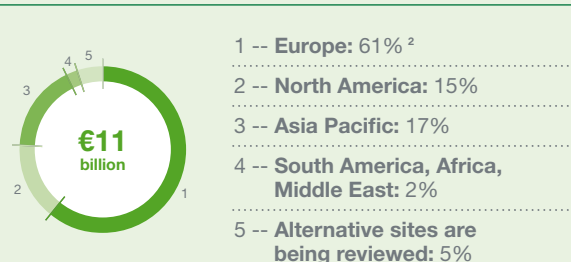 5
4
3
€11
billion
2
1
1 -- Europe: 61% ²
2 -- North America: 15%
3 -- Asia Pacific: 17%
4 -- South America, Africa,
Middle East: 2%
5 -- Alternative sites are
being reviewed: 5%